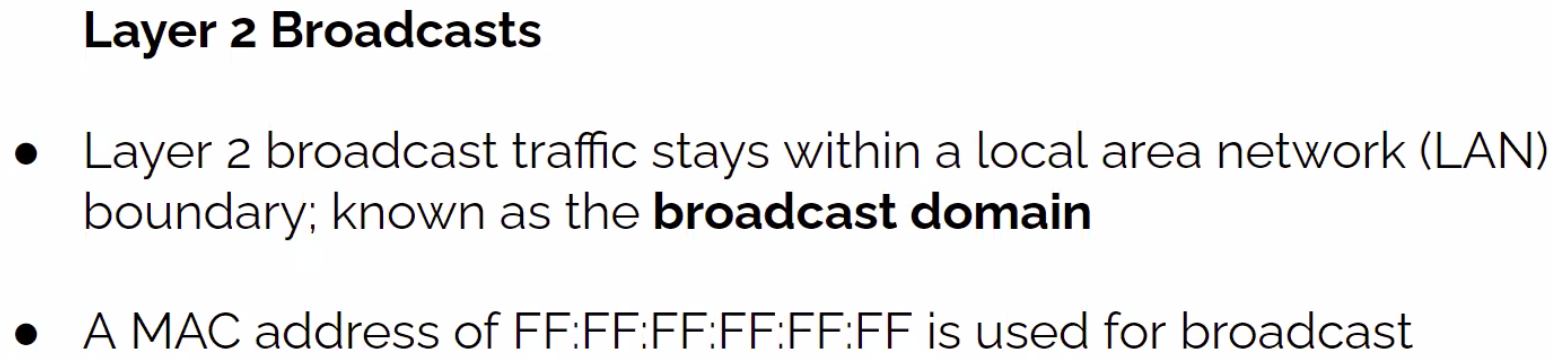 Layer 2 Broadcasts
● Layer 2 broadcast traffic stays within a local area network (LAN)
boundary; known as the broadcast domain
● A MAC address of FF:FF:FF:FF:FF:FF is used for broadcast